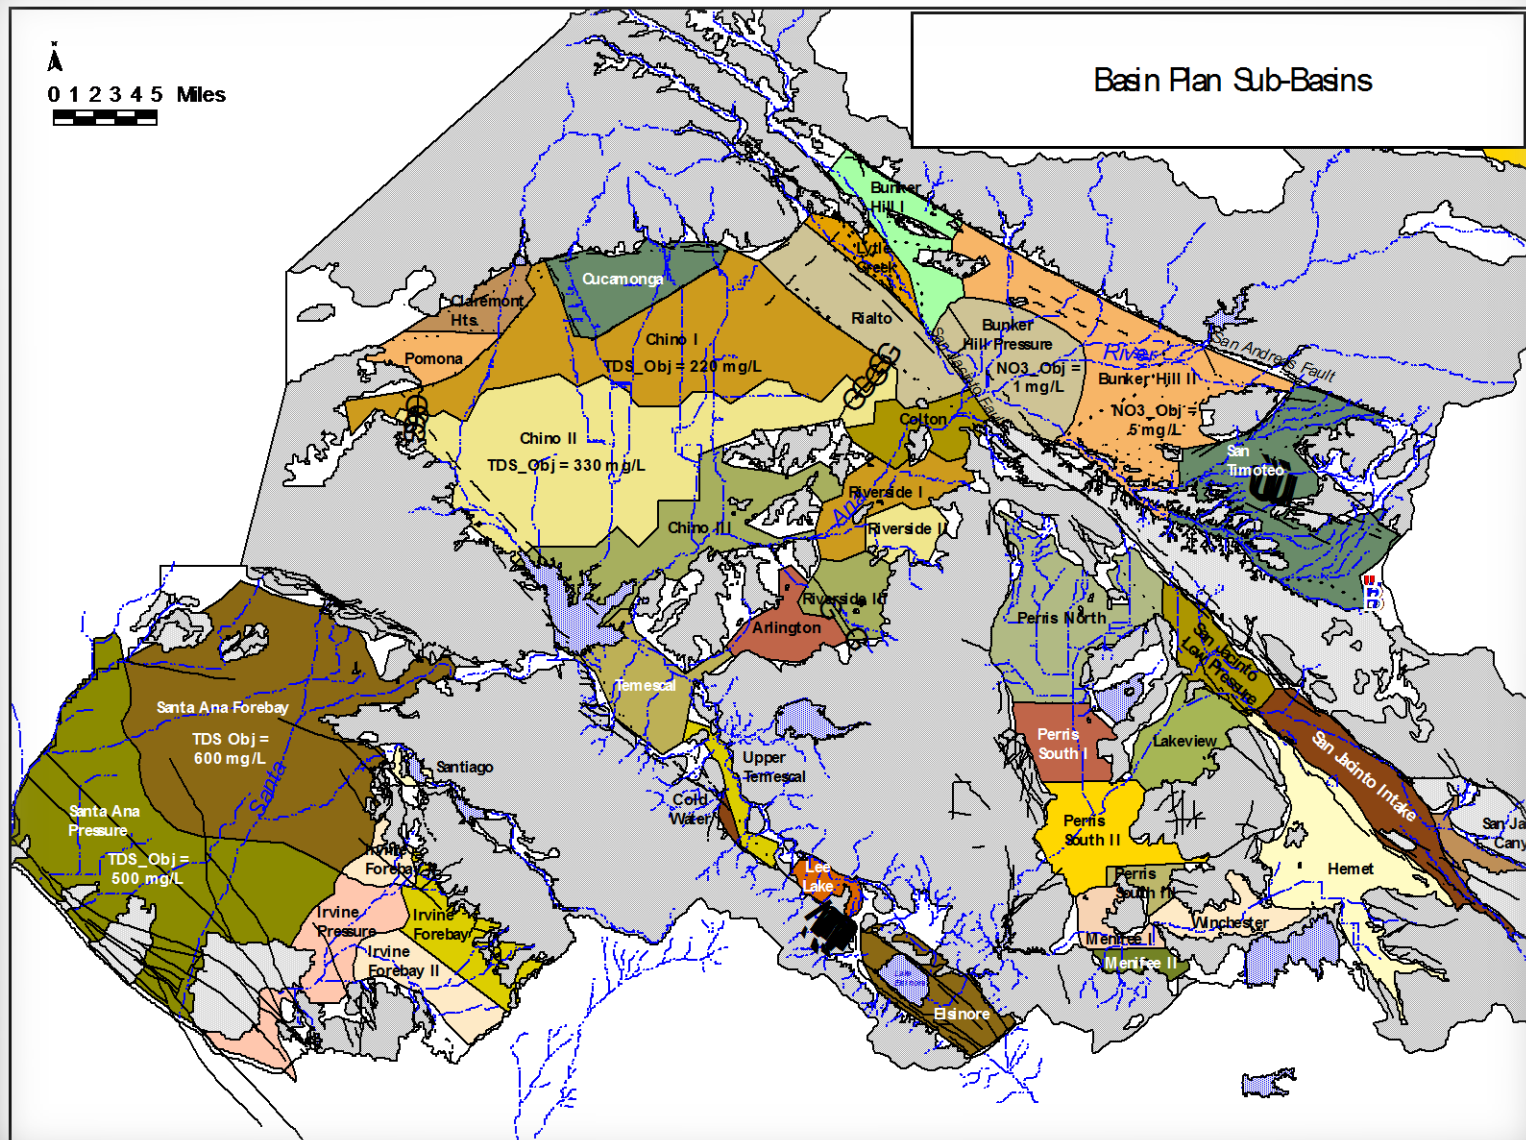 Basin Plan Sub-Basins
0 1 2 3 4 5 Miles
Bunker
Hill I
Lytle
Creek
Cucamonga
Claremont
Hts.
Rialto
Bunker
Hill Pressure
NO3_Obj =
1 mg/L
River
San Andreas Fault
San Jacinto Fault
Chino I
TDS_Obj = 220 mg/L
Pomona
Bunker Hill II
NO3_Obj =
5 mg/L
Colton
Chino II
TDS_Obj = 330 mg/L
San
Timoteo
Riverside I
Ana
Chino III
Riverside II
Riverside III
Arlington
Perris North
San Jacinto
Low Pressure
Temescal
Santa Ana Forebay
TDS Obj =
600 mg/L
Santa
Perris
South I
Lakeview
San Jacinto Intake
Santiago
Upper
Temescal
Cold
Water
Santa Ana
Pressure
TDS_Obj =
500 mg/L
Perris
South II
San Ja
Cany
Irvine
Forebay
Lee
Lake
Hemet
Perris
South III
Irvine
Pressure
Irvine
Forebay
Winchester
Menifee I
Irvine
Forebay II
Menifee II
Lake
Elsinore
Elsinore